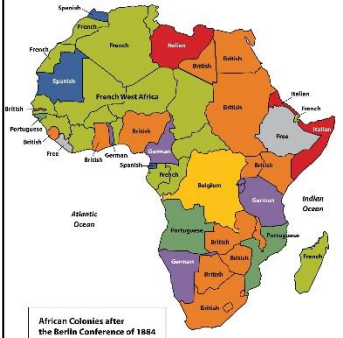 Spanish
French
French
French
Italian
British
British
Spanish
French West Africa
British
Italian
French
British
Portuguese
British
Free
British
German
British
German
Spanish
French
Free
Italian
British
Belgium
German
Indian
Ocean
Atlantic
Ocean
Portuguese
Portuguese
British
British
German
British
French
British
African Colonies after
the Berlin Conference of 1884